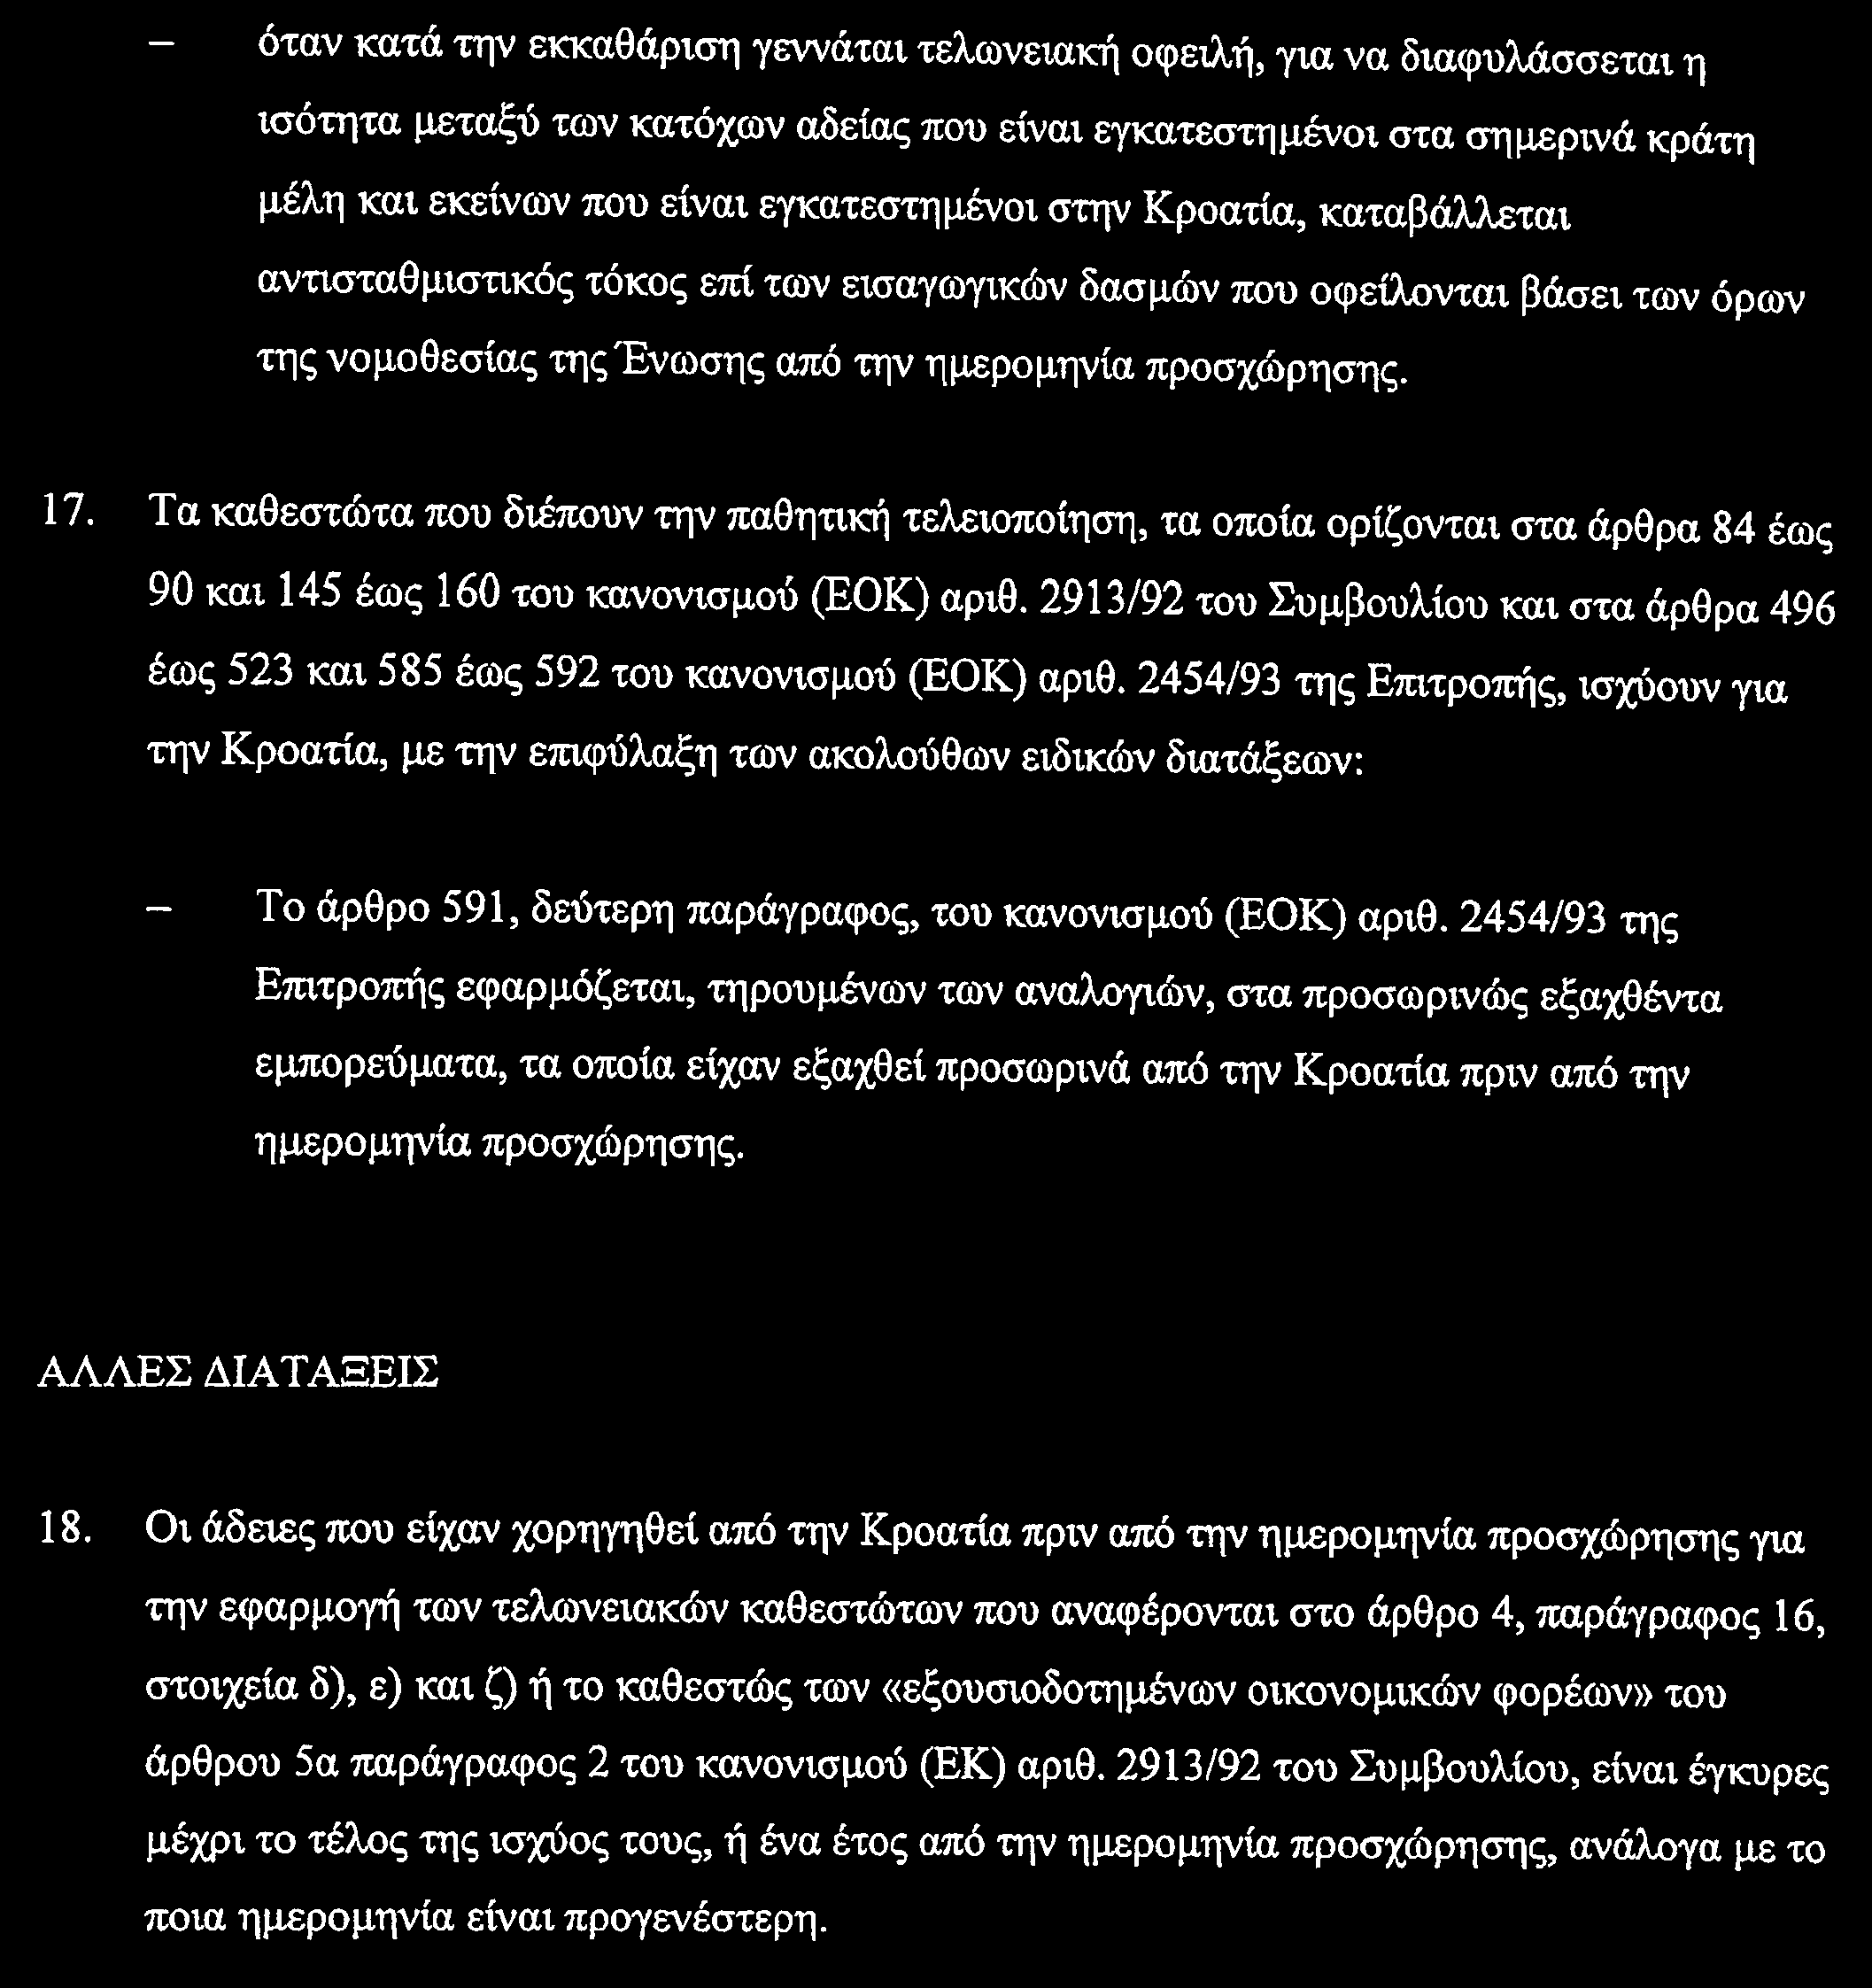 – όταν κατά την εκκαθάριση γεννάται τελωνειακή οφειλή, για να διαφυλάσσεται η
ισότητα μεταξύ των κατόχων αδείας που είναι εγκατεστημένοι στα σημερινά κράτη
μέλη και εκείνων που είναι εγκατεστημένοι στην Κροατία, καταβάλλεται
αντισταθμιστικός τόκος επί των εισαγωγικών δασμών που οφείλονται βάσει των όρων
της νομοθεσίας της Ένωσης από την ημερομηνία προσχώρησης.
17. Τα καθεστώτα που διέπουν την παθητική τελειοποίηση, τα οποία ορίζονται στα άρθρα 84 έως
90 και 145 έως 160 του κανονισμού (ΕΟΚ) αριθ. 2913/92 του Συμβουλίου και στα άρθρα 496
έως 523 και 585 έως 592 του κανονισμού (ΕΟΚ) αριθ. 2454/93 της Επιτροπής, ισχύουν για
την Κροατία, με την επιφύλαξη των ακολούθων ειδικών διατάξεων:
– Το άρθρο 591, δεύτερη παράγραφος, του κανονισμού (ΕΟΚ) αριθ. 2454/93 της
Επιτροπής εφαρμόζεται, τηρουμένων των αναλογιών, στα προσωρινώς εξαχθέντα
εμπορεύματα, τα οποία είχαν εξαχθεί προσωρινά από την Κροατία πριν από την
ημερομηνία προσχώρησης.
ΑΛΛΕΣ ΔΙΑΤΑΞΕΙΣ
18. Οι άδειες που είχαν χορηγηθεί από την Κροατία πριν από την ημερομηνία προσχώρησης για
την εφαρμογή των τελωνειακών καθεστώτων που αναφέρονται στο άρθρο 4, παράγραφος 16,
στοιχεία δ), ε) και ζ) ή το καθεστώς των «εξουσιοδοτημένων οικονομικών φορέων» του
άρθρου 5α παράγραφος 2 του κανονισμού (ΕΚ) αριθ. 2913/92 του Συμβουλίου, είναι έγκυρες
μέχρι το τέλος της ισχύος τους, ή ένα έτος από την ημερομηνία προσχώρησης, ανάλογα με το
ποια ημερομηνία είναι προγενέστερη.